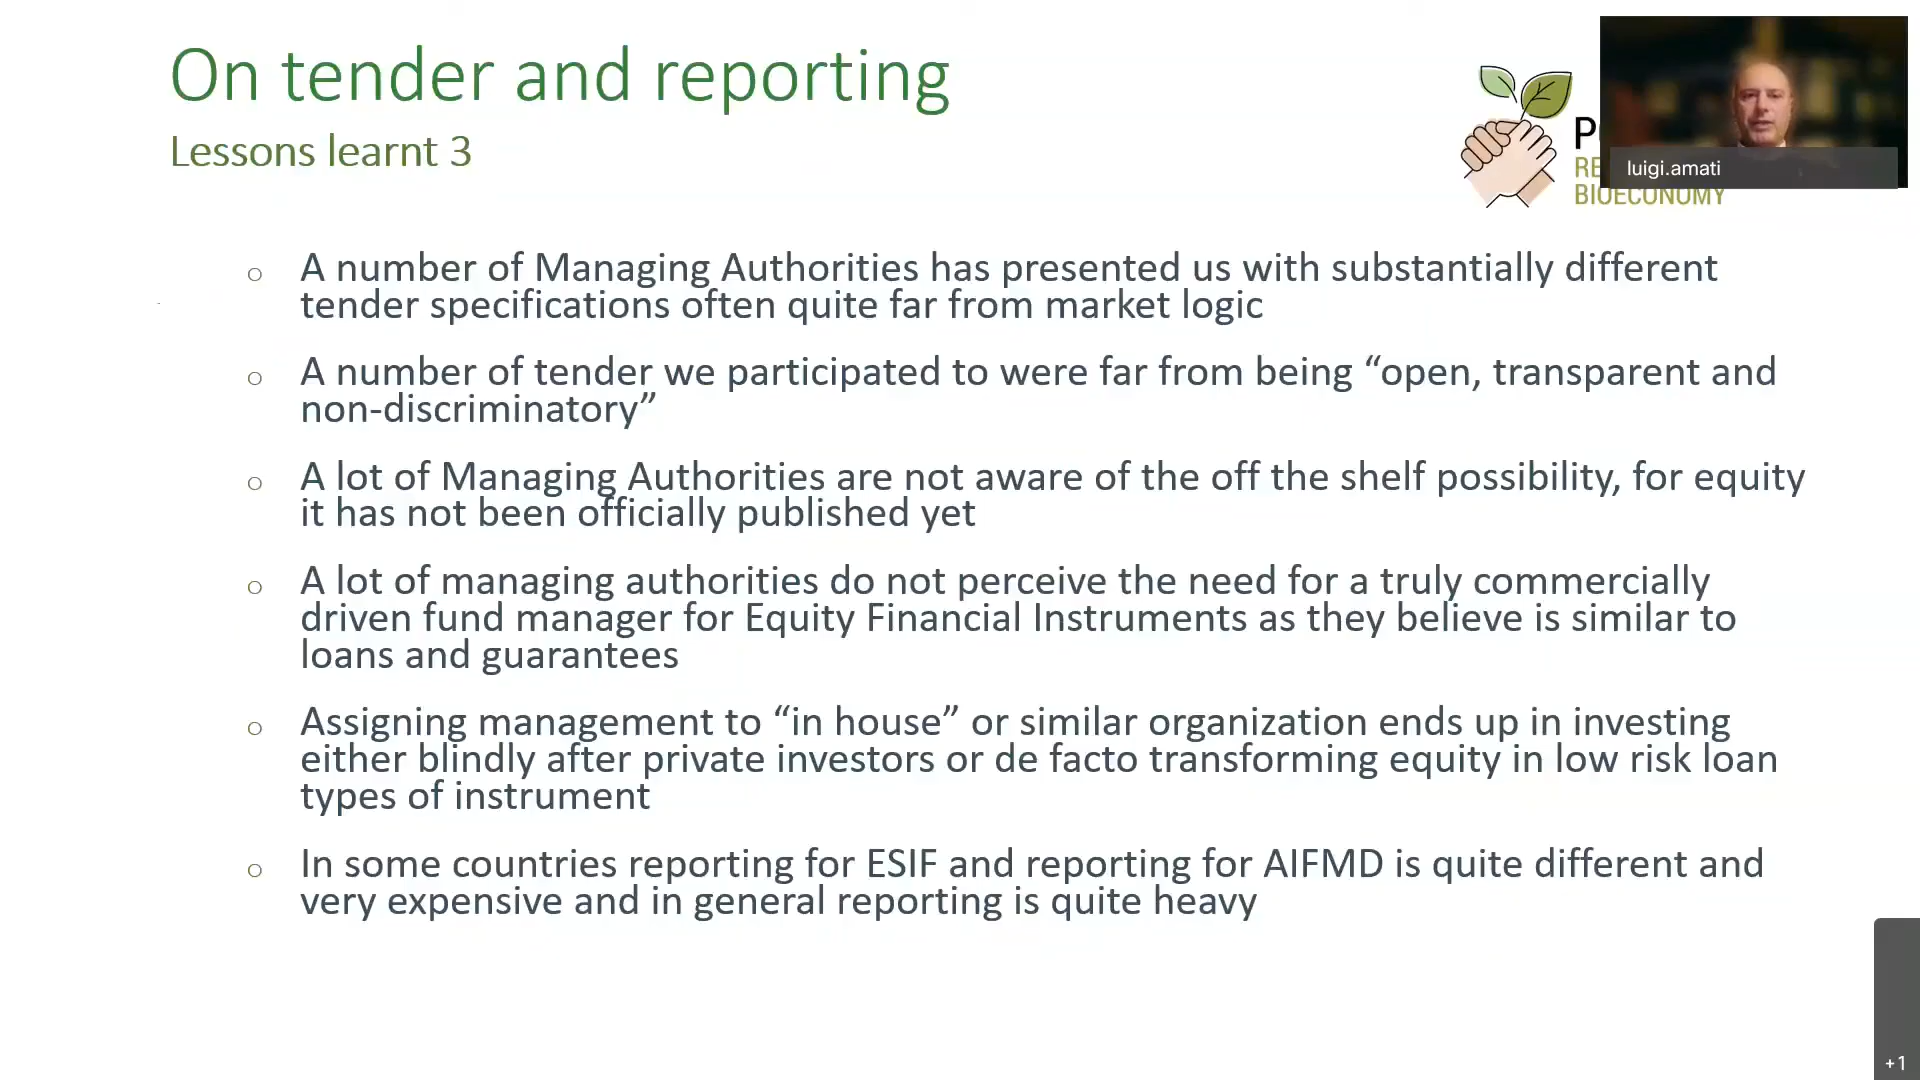 On tender and reporting
Lessons learnt 3
luigi.amati
BIOECONOMY
A number of Managing Authorities has presented us with substantially different
tender specifications often quite far from market logic
A number of tender we participated to were far from being “open, transparent and
non-discriminatory”
A lot of Managing Authorities are not aware of the off the shelf possibility, for equity
it has not been officially published yet
A lot of managing authorities do not perceive the need for a truly commercially
driven fund manager for Equity Financial Instruments as they believe is similar to
loans and guarantees
Assigning management to “in house” or similar organization ends up in investing
either blindly after private investors or de facto transforming equity in low risk loan
types of instrument
In some countries reporting for ESIF and reporting for AIFMD is quite different and
very expensive and in general reporting is quite heavy
+1